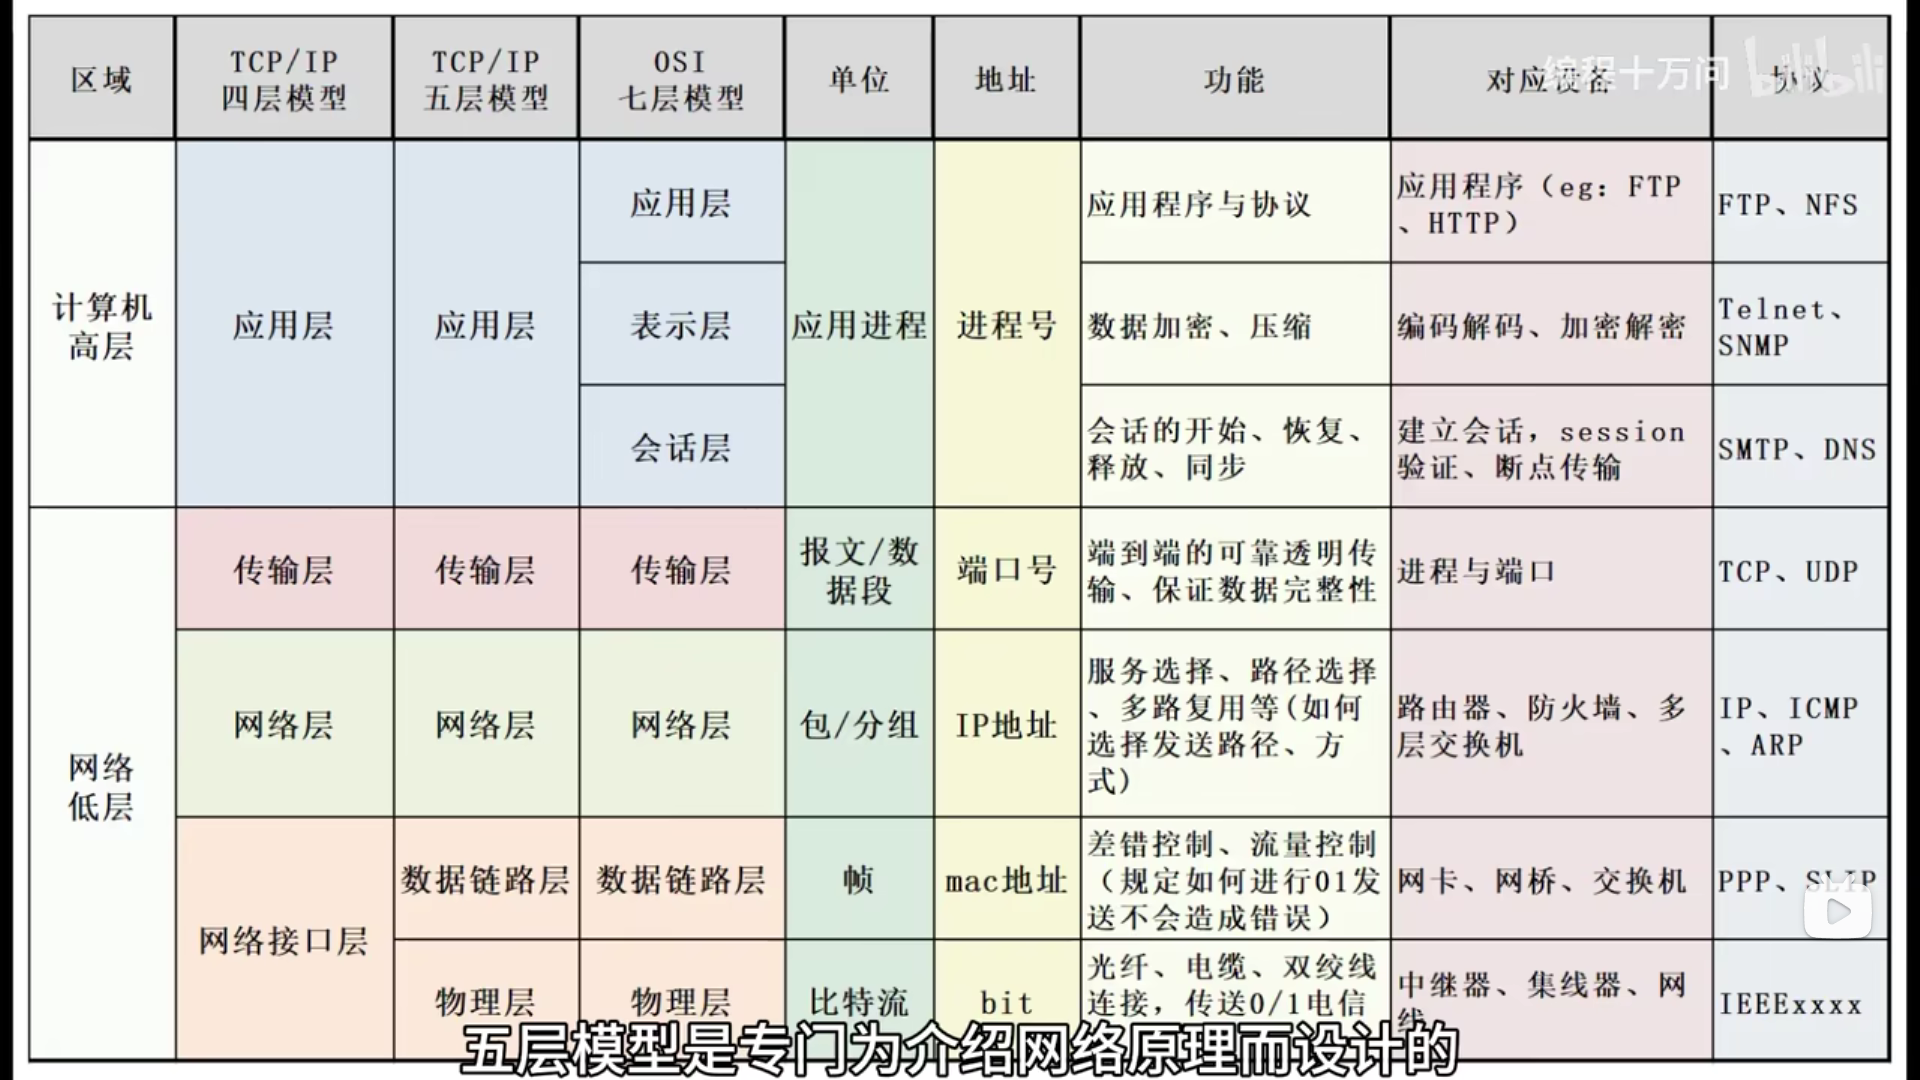 区域
TCP/IP
四层模型
TCP/IP
五层模型
OSI
七层模型
单位
地址
功能
对应设备
协议
编程十万问
bilibili
计算机
高层
应用层
应用层
应用层
应用进程
进程号
应用程序与协议
应用程序（eg：FTP
、HTTP）
FTP、NFS
表示层
数据加密、压缩
编码解码、加密解密
Telnet、
SNMP
会话层
会话的开始、恢复、
释放、同步
建立会话，session
验证、断点传输
SMTP、DNS
网络
低层
传输层
传输层
传输层
报文/数
据段
端口号
端到端的可靠透明传
输、保证数据完整性
进程与端口
TCP、UDP
网络层
网络层
网络层
包/分组
IP地址
服务选择、路径选择
、多路复用等(如何
选择发送路径、方
式)
路由器、防火墙、多
层交换机
IP、ICMP
、ARP
网络接口层
数据链路层
数据链路层
帧
mac地址
差错控制、流量控制
（规定如何进行01发
送不会造成错误）
网卡、网桥、交换机
PPP、SLIP
物理层
物理层
比特流
bit
光纤、电缆、双绞线
连接，传送0/1电信
中继器、集线器、网
线
IEEExxxx
五层模型是专门为介绍网络原理而设计的